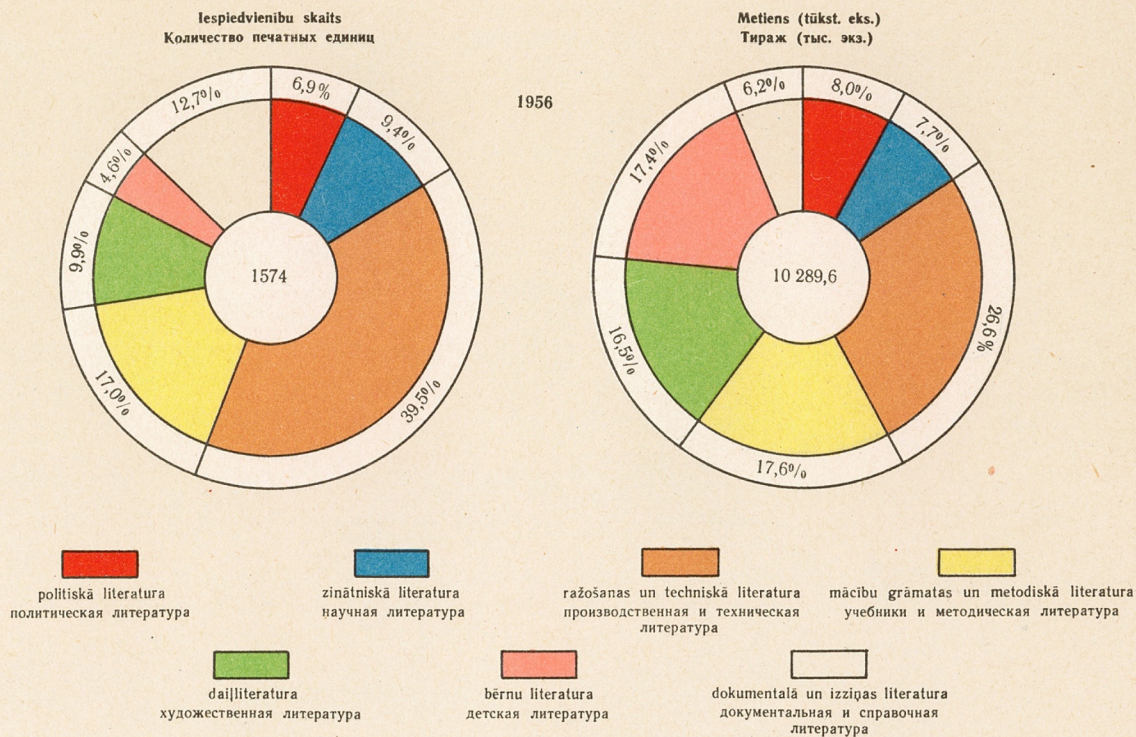 Iespiedvienību skaits
Количество печатных единиц
Metiens (tūkst. eks.)
Тираж (тыс. экз.)
1956
6,9%
9,4%
39,5%
17,0%
9,9%
4,6%
12,7%
1574
8,0%
7,7%
26,6%
17,6%
16,5%
17,4%
6,2%
10 289,6
politiskā literatura
политическая литература
zinātniskā literatura
научная литература
ražošanas un techniskā literatura
производственная и техническая
литература
mācību grāmatas un metodiskā literatura
учебники и методическая литература
daiļliteratura
художественная литература
bērnu literatura
детская литература
dokumentalā un izziņas literatura
документальная и справочная
литература